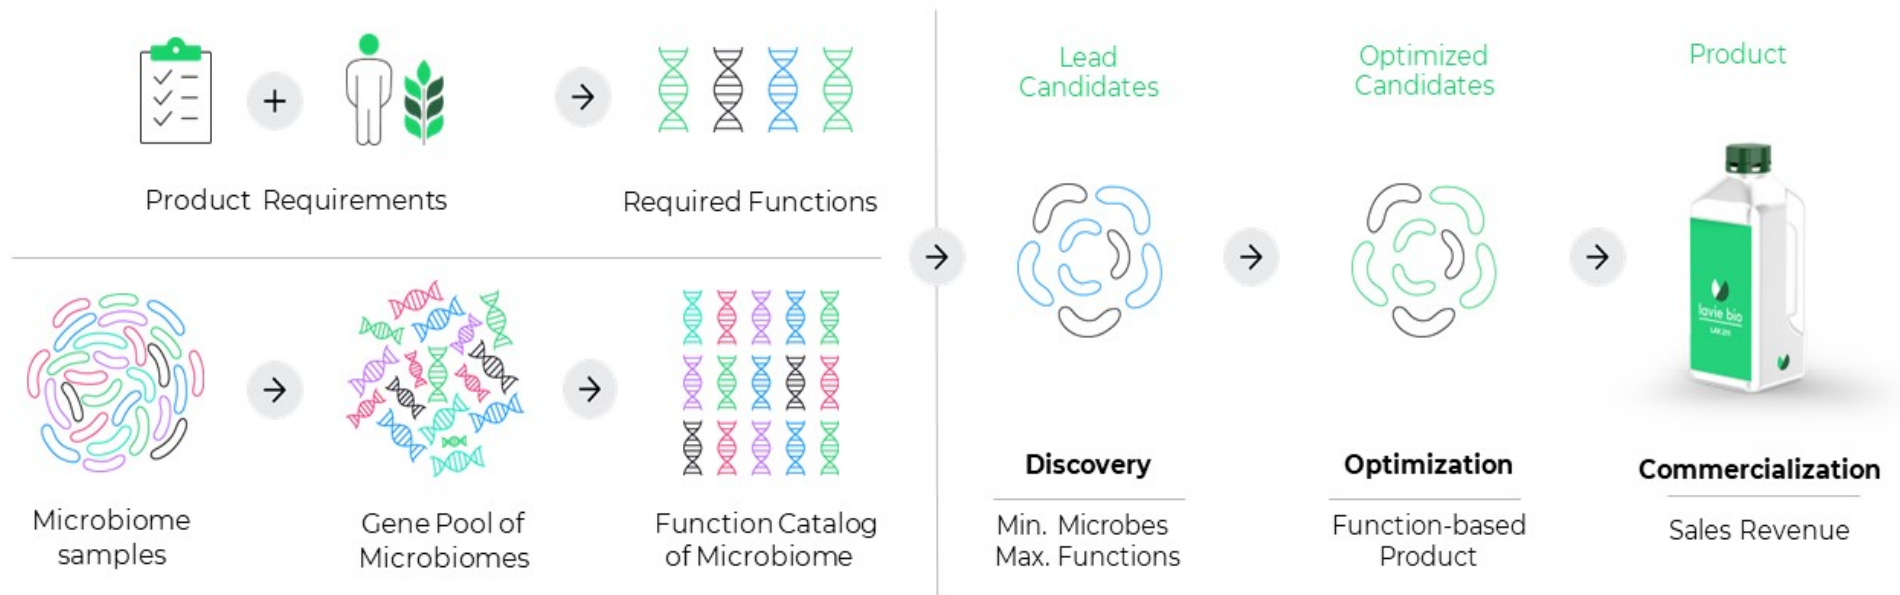 Product Requirements
Required Functions
Microbiome
samples
Gene Pool of
Microbiomes
Function Catalog
of Microbiome
Lead
Candidates
Optimized
Candidates
Product
lavie bio
Discovery
Min. Microbes
Max. Functions
Optimization
Function-based
Product
Commercialization
Sales Revenue